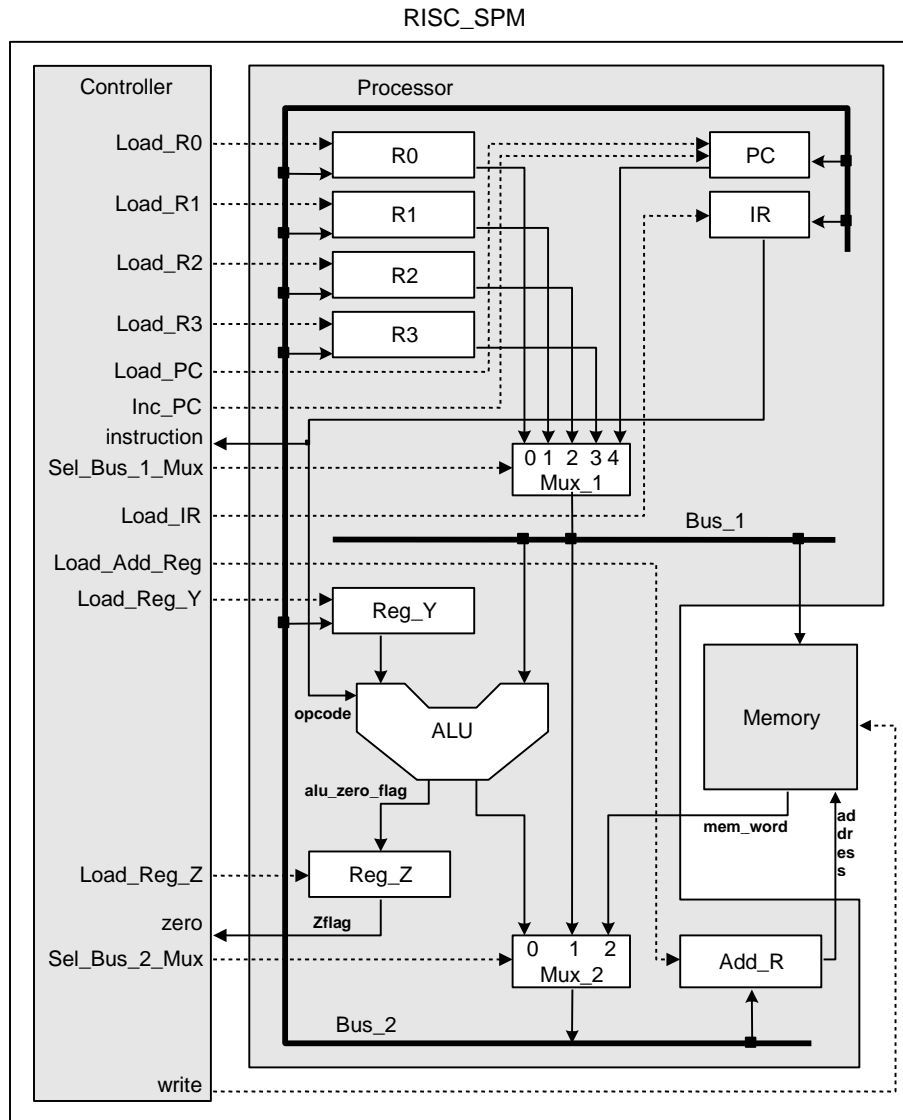 RISC_SPM
Controller
Processor
Load_R0
R0
PC
Load_R1
R1
IR
Load_R2
R2
Load_R3
R3
Load_PC
Inc_PC
instruction
Sel_Bus_1_Mux
0 1 2 3 4
Mux_1
Load_IR
Bus_1
Load_Add_Reg
Load_Reg_Y
Reg_Y
opcode
ALU
Memory
alu_zero_flag
mem_word
ad
dr
es
s
Load_Reg_Z
Reg_Z
zero
Zflag
Sel_Bus_2_Mux
0 1 2
Mux_2
Add_R
Bus_2
write